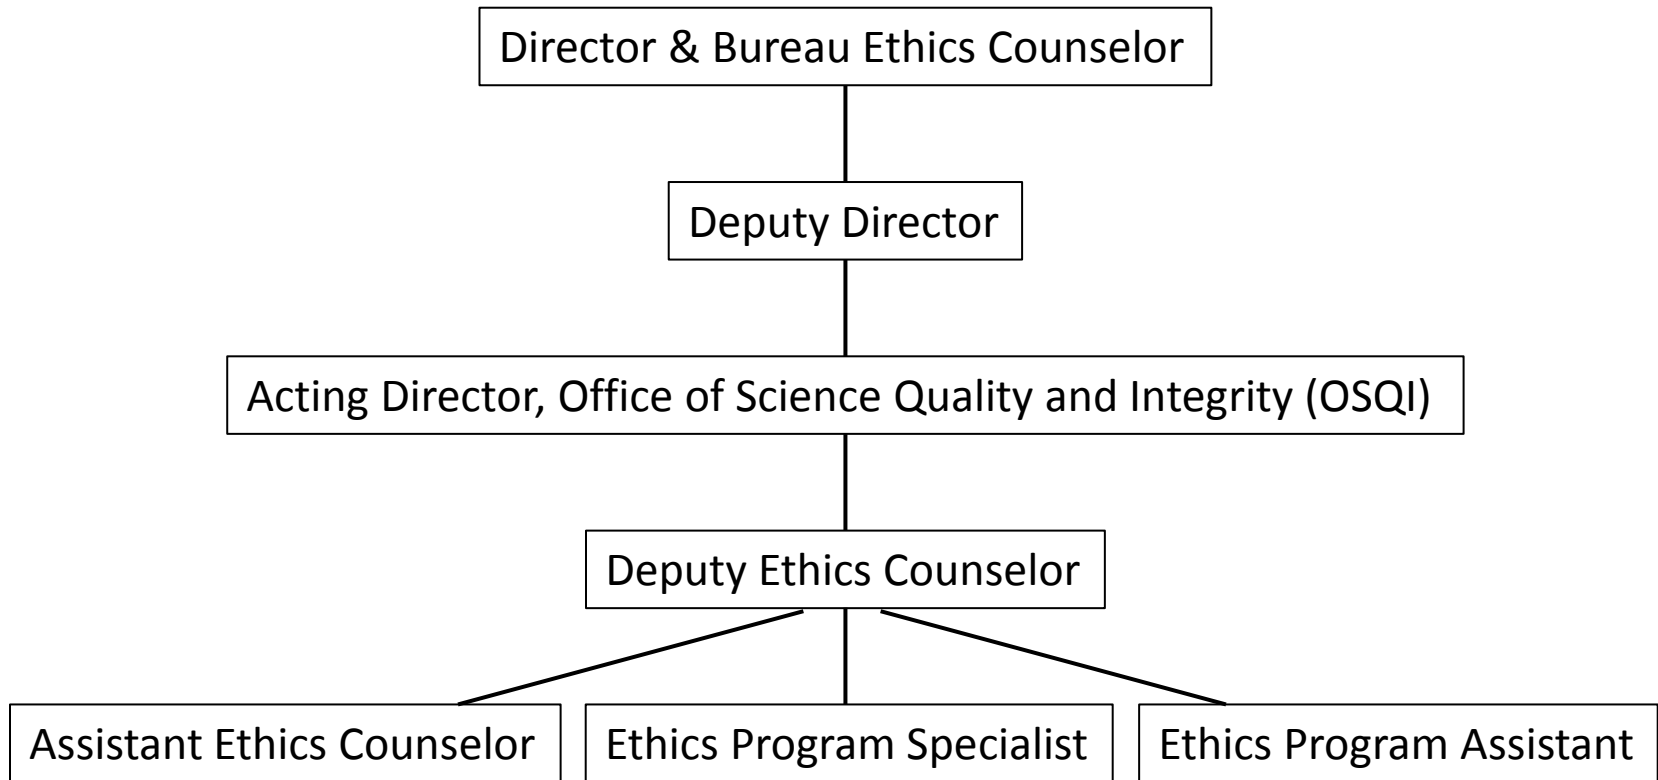 Director & Bureau Ethics Counselor
Deputy Director
Acting Director, Office of Science Quality and Integrity (OSQI)
Deputy Ethics Counselor
Assistant Ethics Counselor
Ethics Program Specialist
Ethics Program Assistant